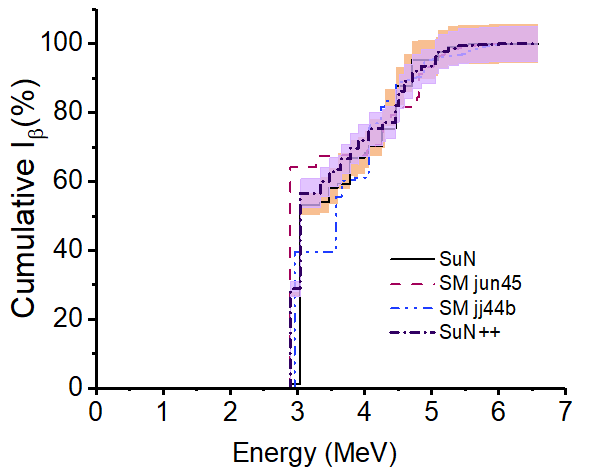 Cumulative Iβ(%)
100
80
60
40
20
0
SuN
SM jun45
SM jj44b
SuN++
0 1 2 3 4 5 6 7
Energy (MeV)